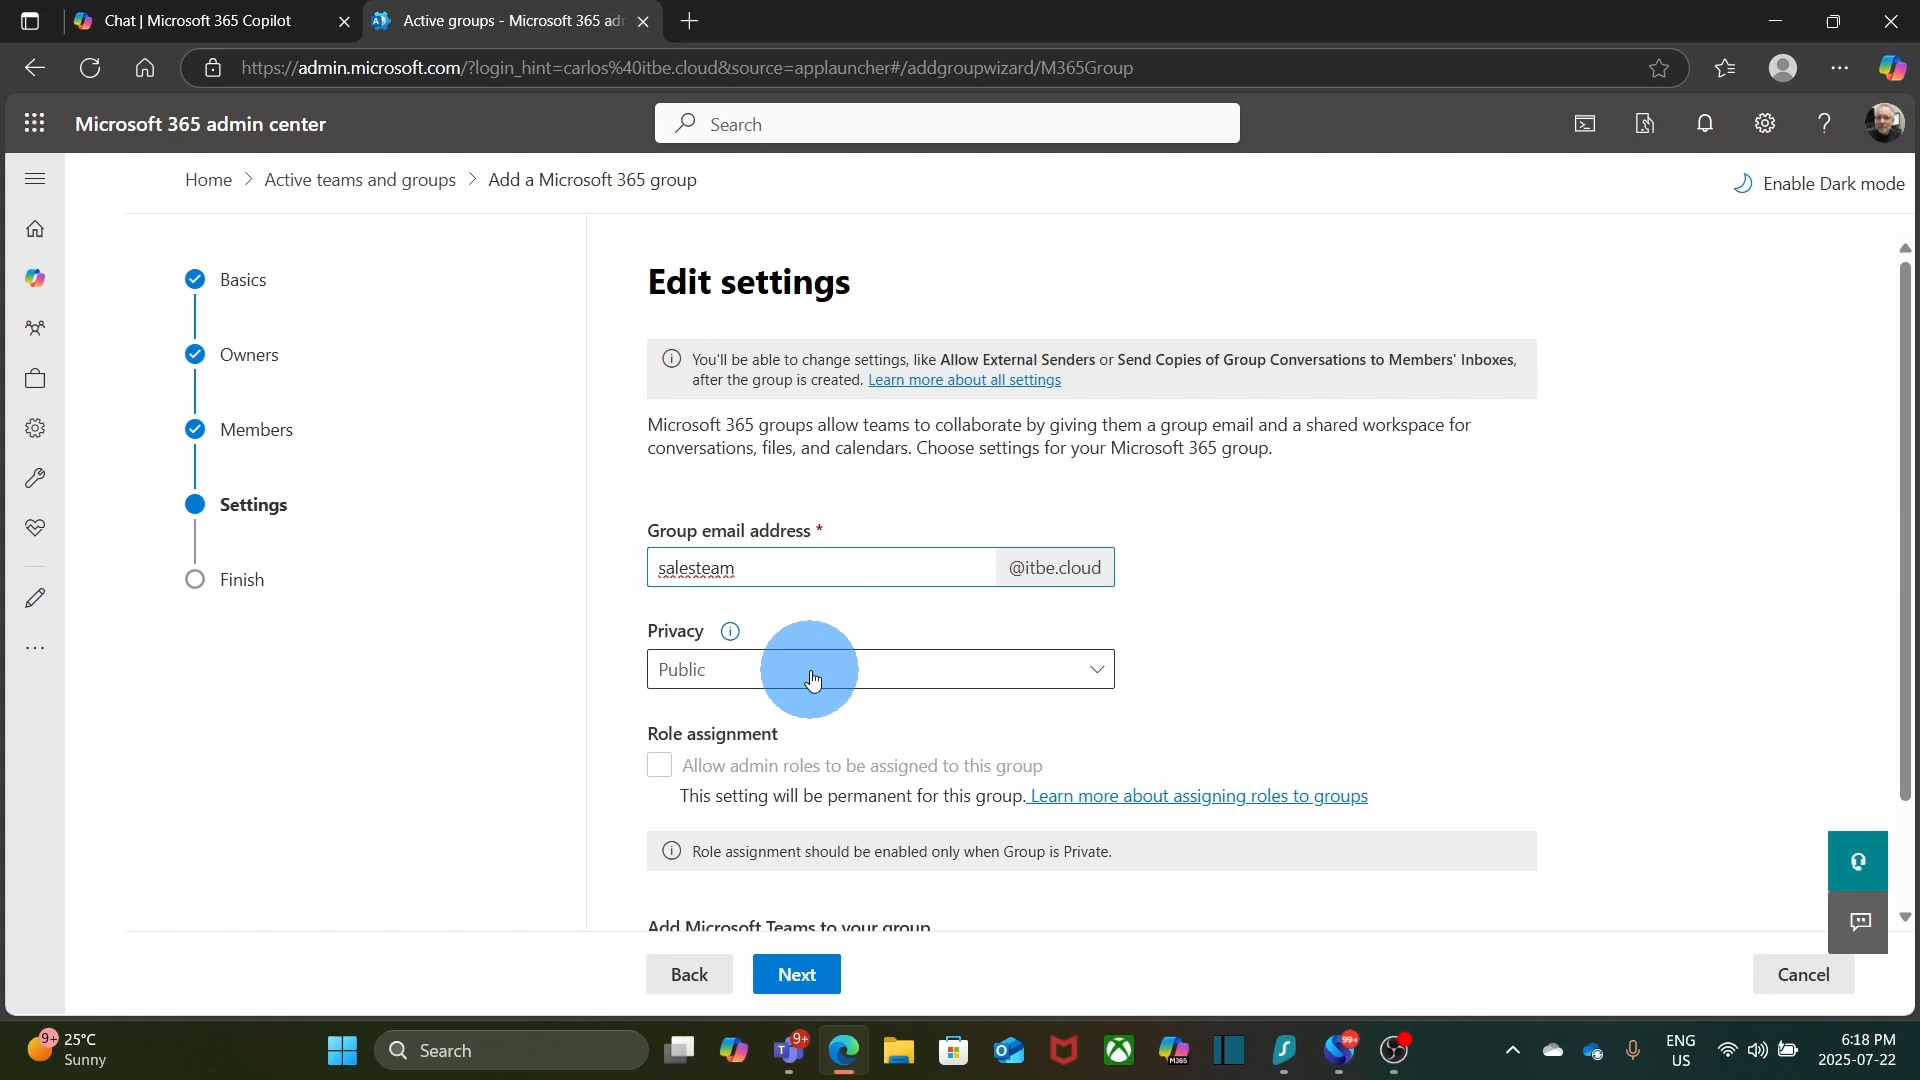 Chat | Microsoft 365 Copilot
Active groups - Microsoft 365 ad
https://admin.microsoft.com/?login_hint=carlos%40itbe.cloud&source=applauncher#/addgroupwizard/M365Group
Microsoft 365 admin center
Search
Home > Active teams and groups > Add a Microsoft 365 group
Enable Dark mode
Basics
Owners
Members
Settings
Finish
Edit settings
You'll be able to change settings, like Allow External Senders or Send Copies of Group Conversations to Members' Inboxes,
after the group is created. Learn more about all settings
Microsoft 365 groups allow teams to collaborate by giving them a group email and a shared workspace for
conversations, files, and calendars. Choose settings for your Microsoft 365 group.
Group email address *
salesteam @itbe.cloud
Privacy
Public
Role assignment
Allow admin roles to be assigned to this group
This setting will be permanent for this group. Learn more about assigning roles to groups
Role assignment should be enabled only when Group is Private.
Add Microsoft Teams to your group
Back
Next
Cancel
9+
25°C
Sunny
Search
9+
M365
99+
ENG
US
6:18 PM
2025-07-22